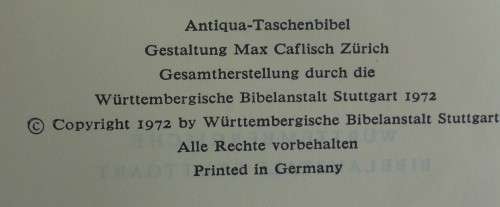 Antiqua-Taschenbibel
Gestaltung Max Caflisch Zürich
Gesamtherstellung durch die
Württembergische Bibelanstalt Stuttgart 1972
© Copyright 1972 by Württembergische Bibelanstalt Stuttgart
Alle Rechte vorbehalten
Printed in Germany